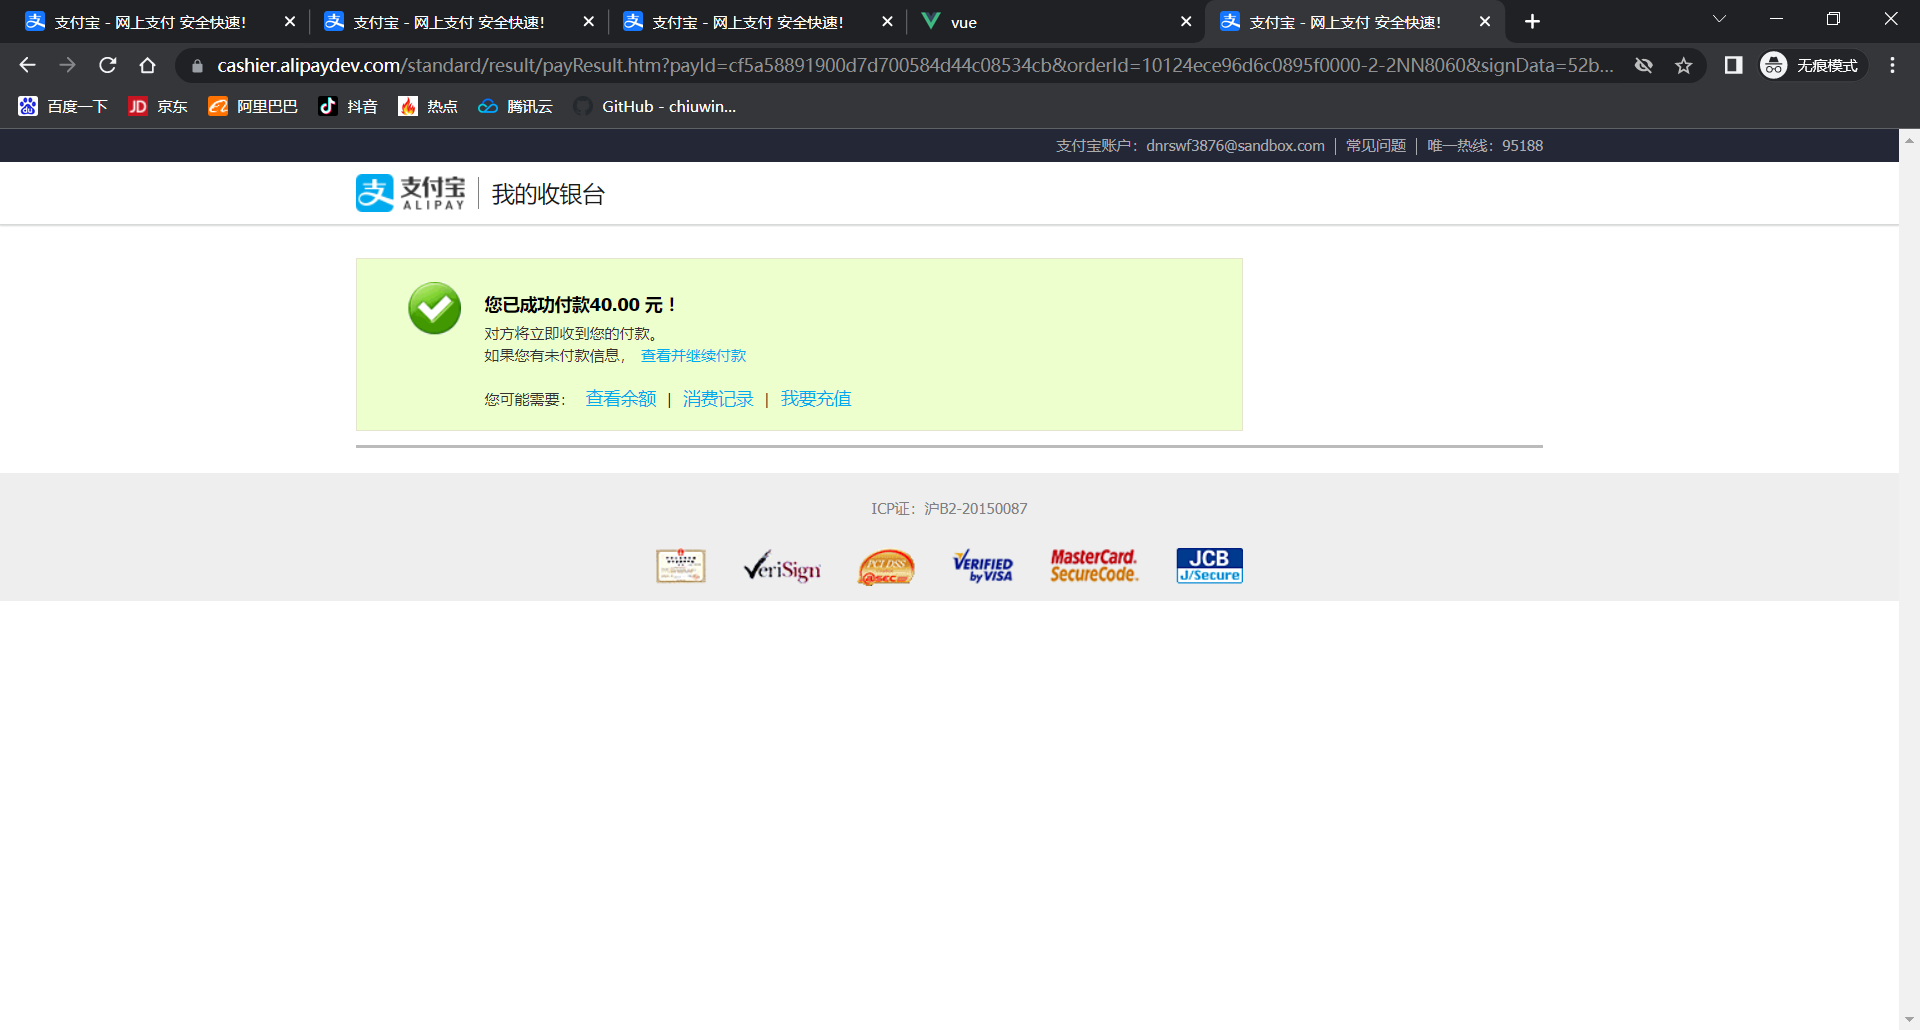 支付宝 - 网上支付 安全快速!
支付宝 - 网上支付 安全快速!
支付宝 - 网上支付 安全快速!
vue
支付宝 - 网上支付 安全快速!
cashier.alipaydev.com/standard/result/payResult.htm?payId=cf5a58891900d7d700584d44c08534cb&orderId=10124ece96d6c0895f0000-2-2NN8060&signData=52b...
无痕模式
百度一下
JD 京东
阿里巴巴
抖音
热点
腾讯云
GitHub - chiuwin...
支付宝账户：dnrswf3876@sandbox.com | 常见问题 | 唯一热线：95188
支 支付宝 ALIPAY | 我的收银台
您已成功付款40.00 元！
对方将立即收到您的付款。
如果您有未付款信息， 查看并继续付款
您可能需要： 查看余额 | 消费记录 | 我要充值
ICP证：沪B2-20150087
VeriSign
PCI DSS
@SEC
VERIFIED by VISA
MasterCard. SecureCode.
JCB J/Secure